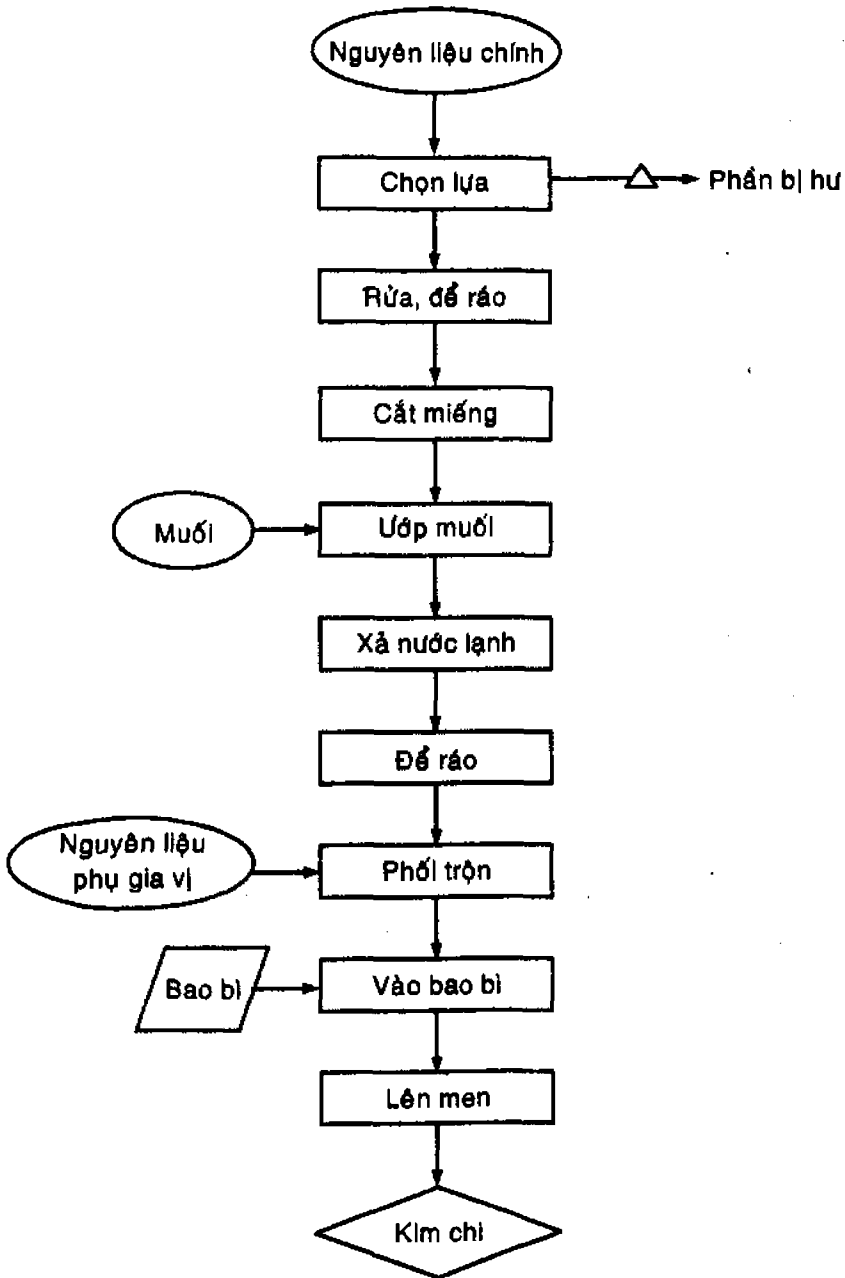 Nguyên liệu chính
Chọn lựa
Phần bị hư
Rửa, để ráo
Cắt miếng
Muối
Ướp muối
Xả nước lạnh
Để ráo
Nguyên liệu
phụ gia vị
Phối trộn
Bao bì
Vào bao bì
Lên men
Kim chi